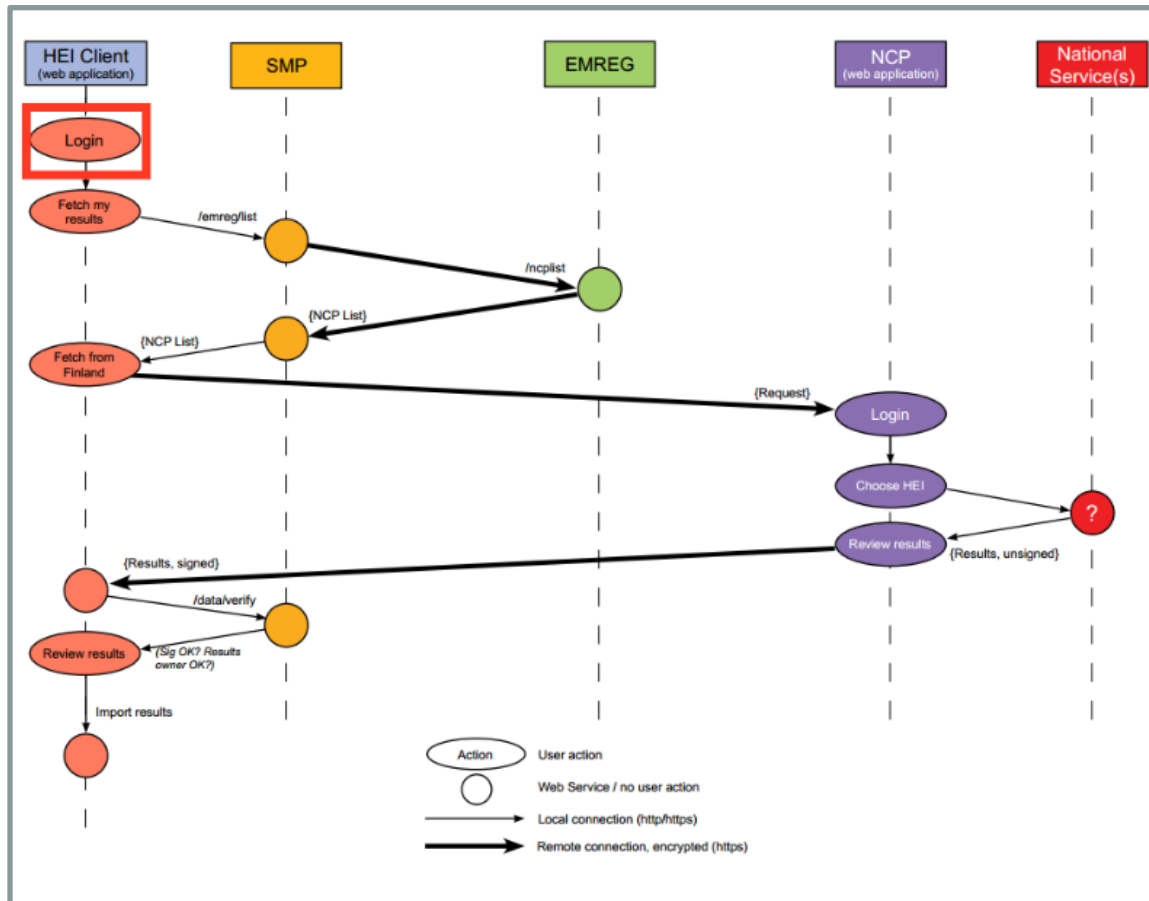 HEI Client
(web application)
SMP
EMREG
NCP
(web application)
National
Service(s)
Login
Fetch my
results
/emreg/list
/ncplist
{NCP List}
{NCP List}
Fetch from
Finland
{Request}
Login
Choose HEI
?
Review results
{Results, unsigned}
{Results, signed}
/data/verify
Review results
(Sig OK? Results
owner OK?)
Import results
Action
User action
Web Service / no user action
Local connection (http/https)
Remote connection, encrypted (https)